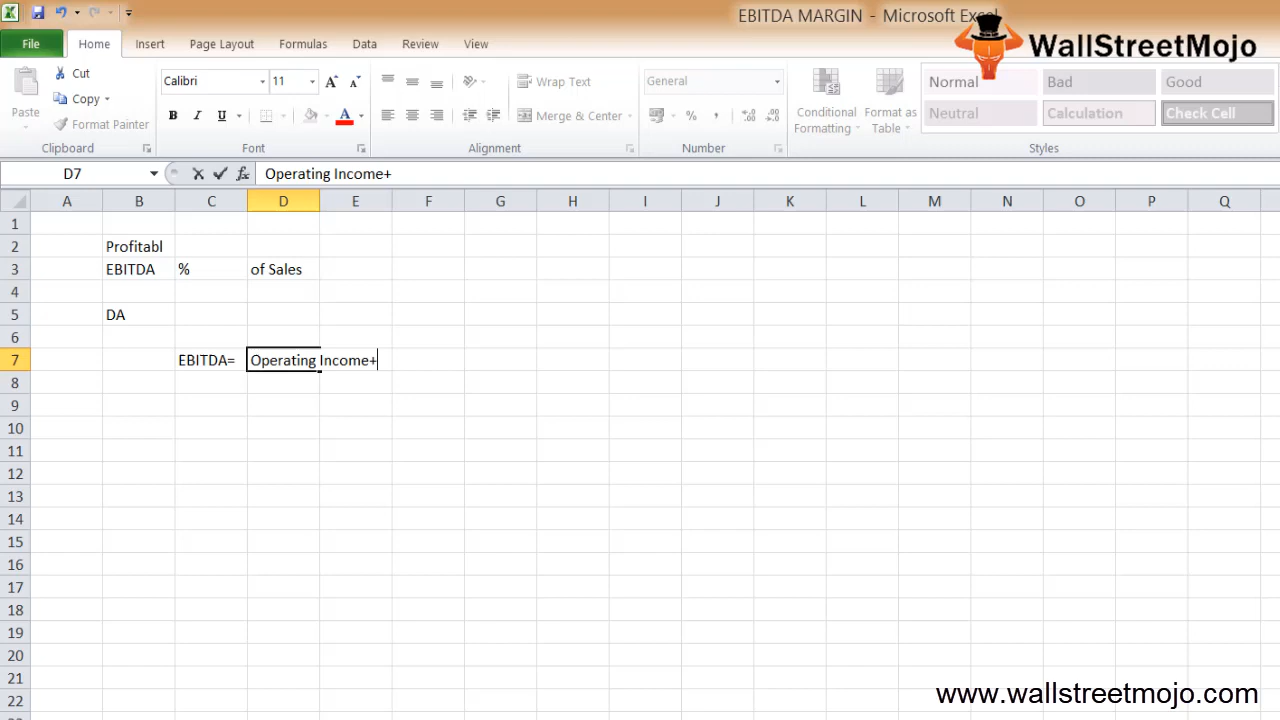 EBITDA MARGIN - Microsoft Excel
WallStreetMojo
File Home Insert Page Layout Formulas Data Review View
Cut
Copy
Format Painter
Paste
Clipboard
Calibri 11
B I U
Font
Wrap Text
Merge & Center
Alignment
General
% ,
Number
Conditional Formatting
Format as Table
Normal Bad Good
Neutral Calculation Check Cell
Styles
D7 fx Operating Income+
A B C D E F G H I J K L M N O P Q
1
2 Profitabl
3 EBITDA % of Sales
4
5 DA
6
7 EBITDA= Operating Income+
8
9
10
11
12
13
14
15
16
17
18
19
20
21
22
www.wallstreetmojo.com